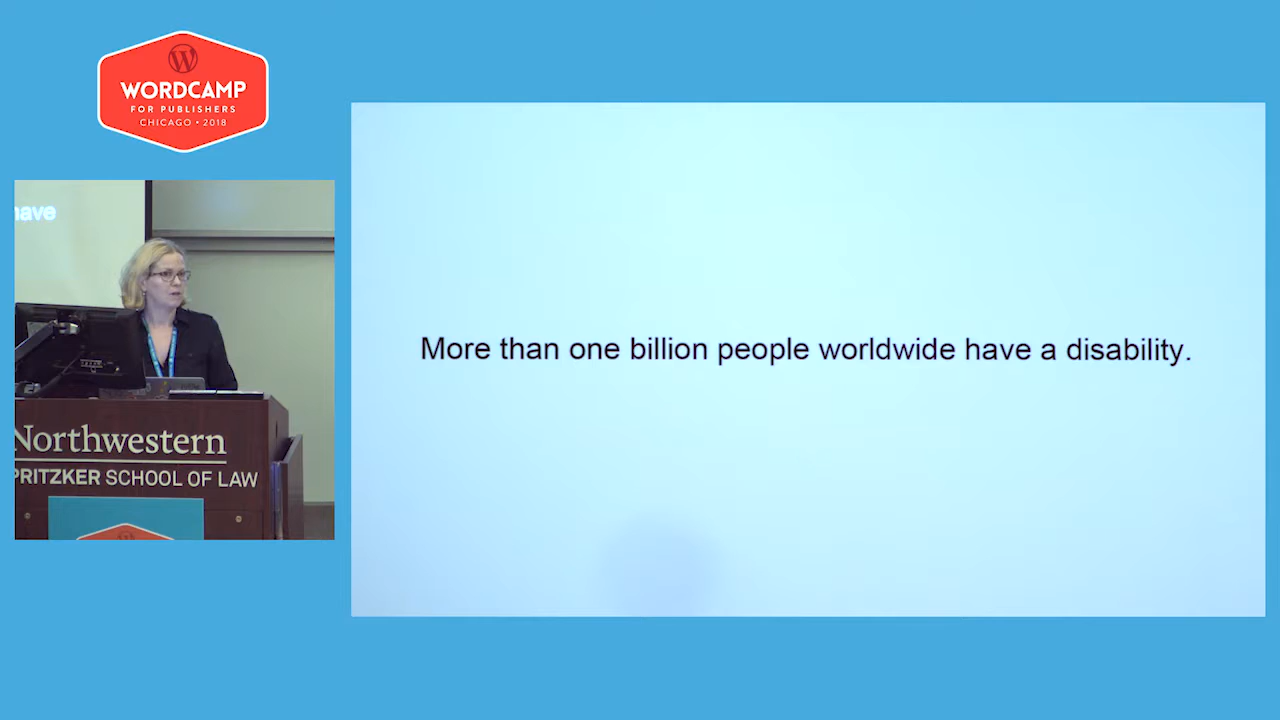 WORDCAMP
FOR PUBLISHERS
CHICAGO • 2018
have
More than one billion people worldwide have a disability.
Northwestern
PRITZKER SCHOOL OF LAW